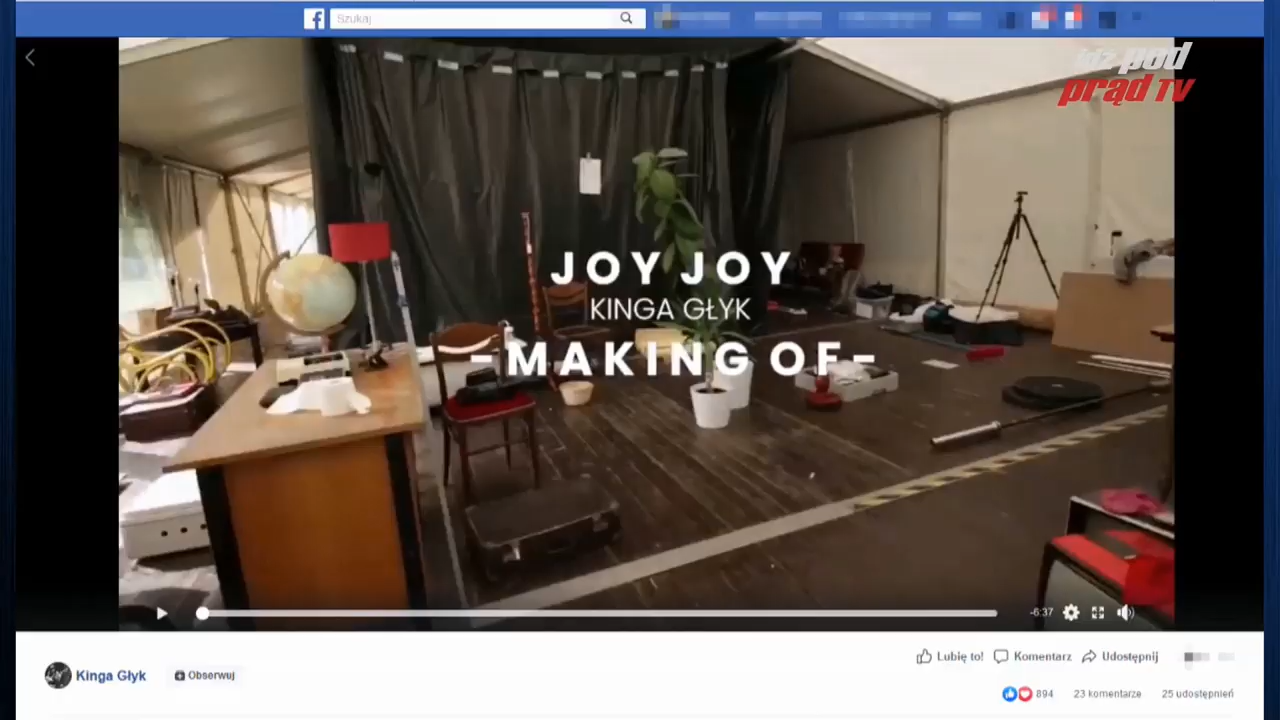 Szukaj
idź pod
prąd TV
JOY JOY
KINGA GŁYK
- MAKING OF -
-6:37
Kinga Głyk
Obserwuj
Lubię to!
Komentarz
Udostępnij
894
23 komentarze
25 udostępnień